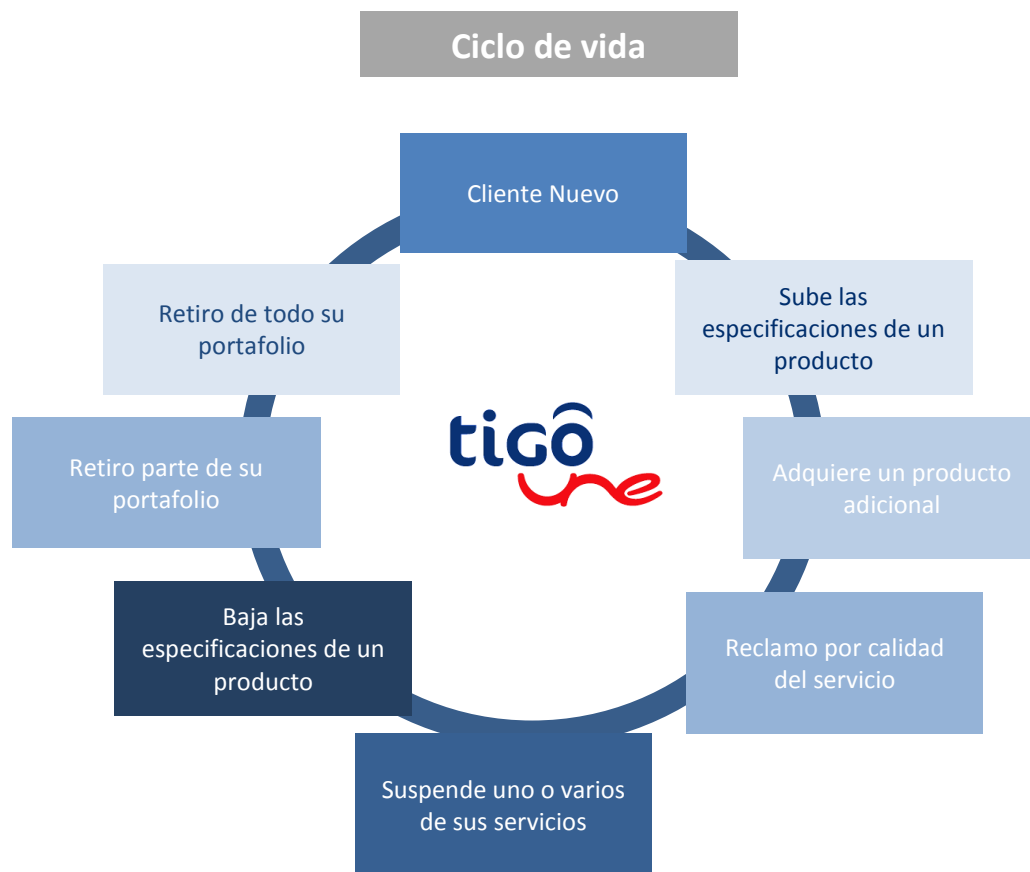 Ciclo de vida
Cliente Nuevo
Sube las
especificaciones de un
producto
Adquiere un producto
adicional
Reclamo por calidad
del servicio
Suspende uno o varios
de sus servicios
Baja las
especificaciones de un
producto
Retiro parte de su
portafolio
Retiro de todo su
portafolio
tigô
une